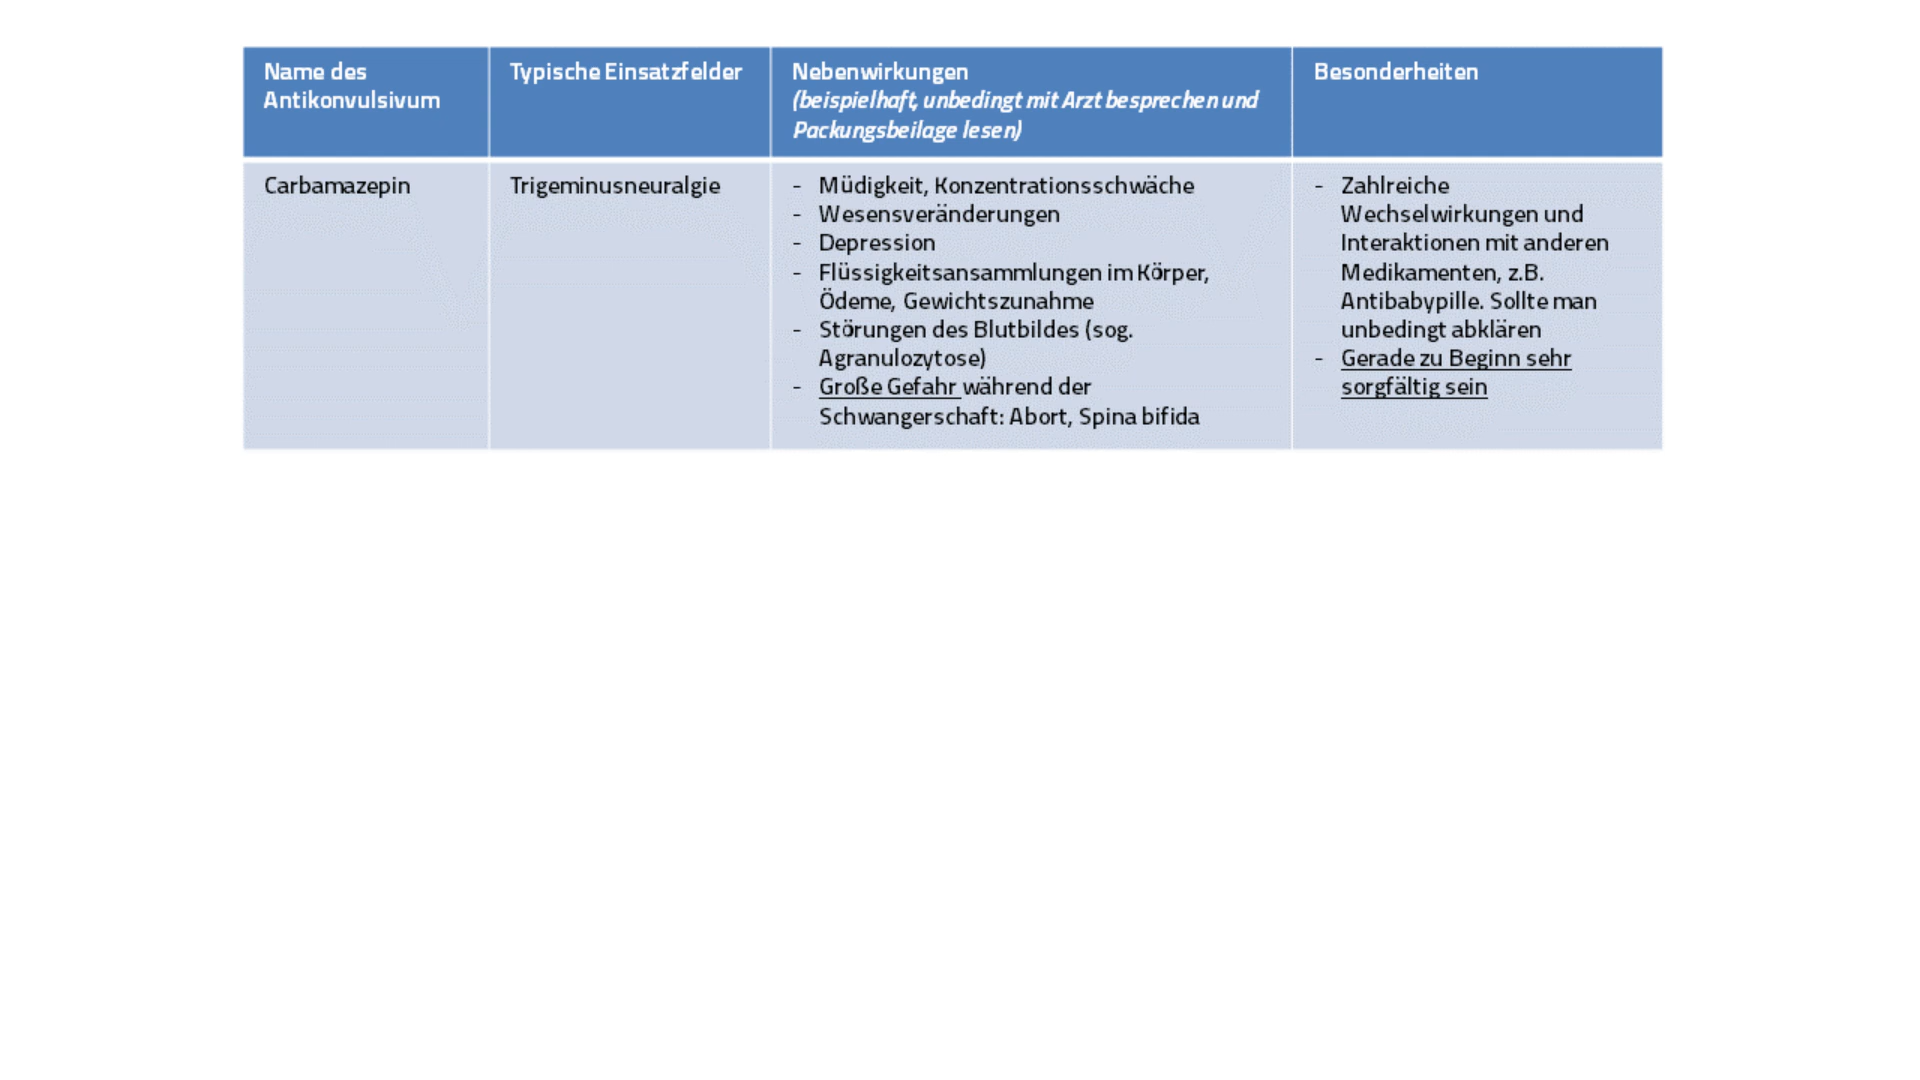 Name des
Antikonvulsivum
Typische Einsatzfelder
Nebenwirkungen
(beispielhaft, unbedingt mit Arzt besprechen und
Packungsbeilage lesen)
Besonderheiten
Carbamazepin
Trigeminusneuralgie
- Müdigkeit, Konzentrationsschwäche
- Wesensveränderungen
- Depression
- Flüssigkeitsansammlungen im Körper,
Ödeme, Gewichtszunahme
- Störungen des Blutbildes (sog.
Agranulozytose)
- Große Gefahr während der
Schwangerschaft: Abort, Spina bifida
- Zahlreiche
Wechselwirkungen und
Interaktionen mit anderen
Medikamenten, z.B.
Antibabypille. Sollte man
unbedingt abklären
- Gerade zu Beginn sehr
sorgfältig sein